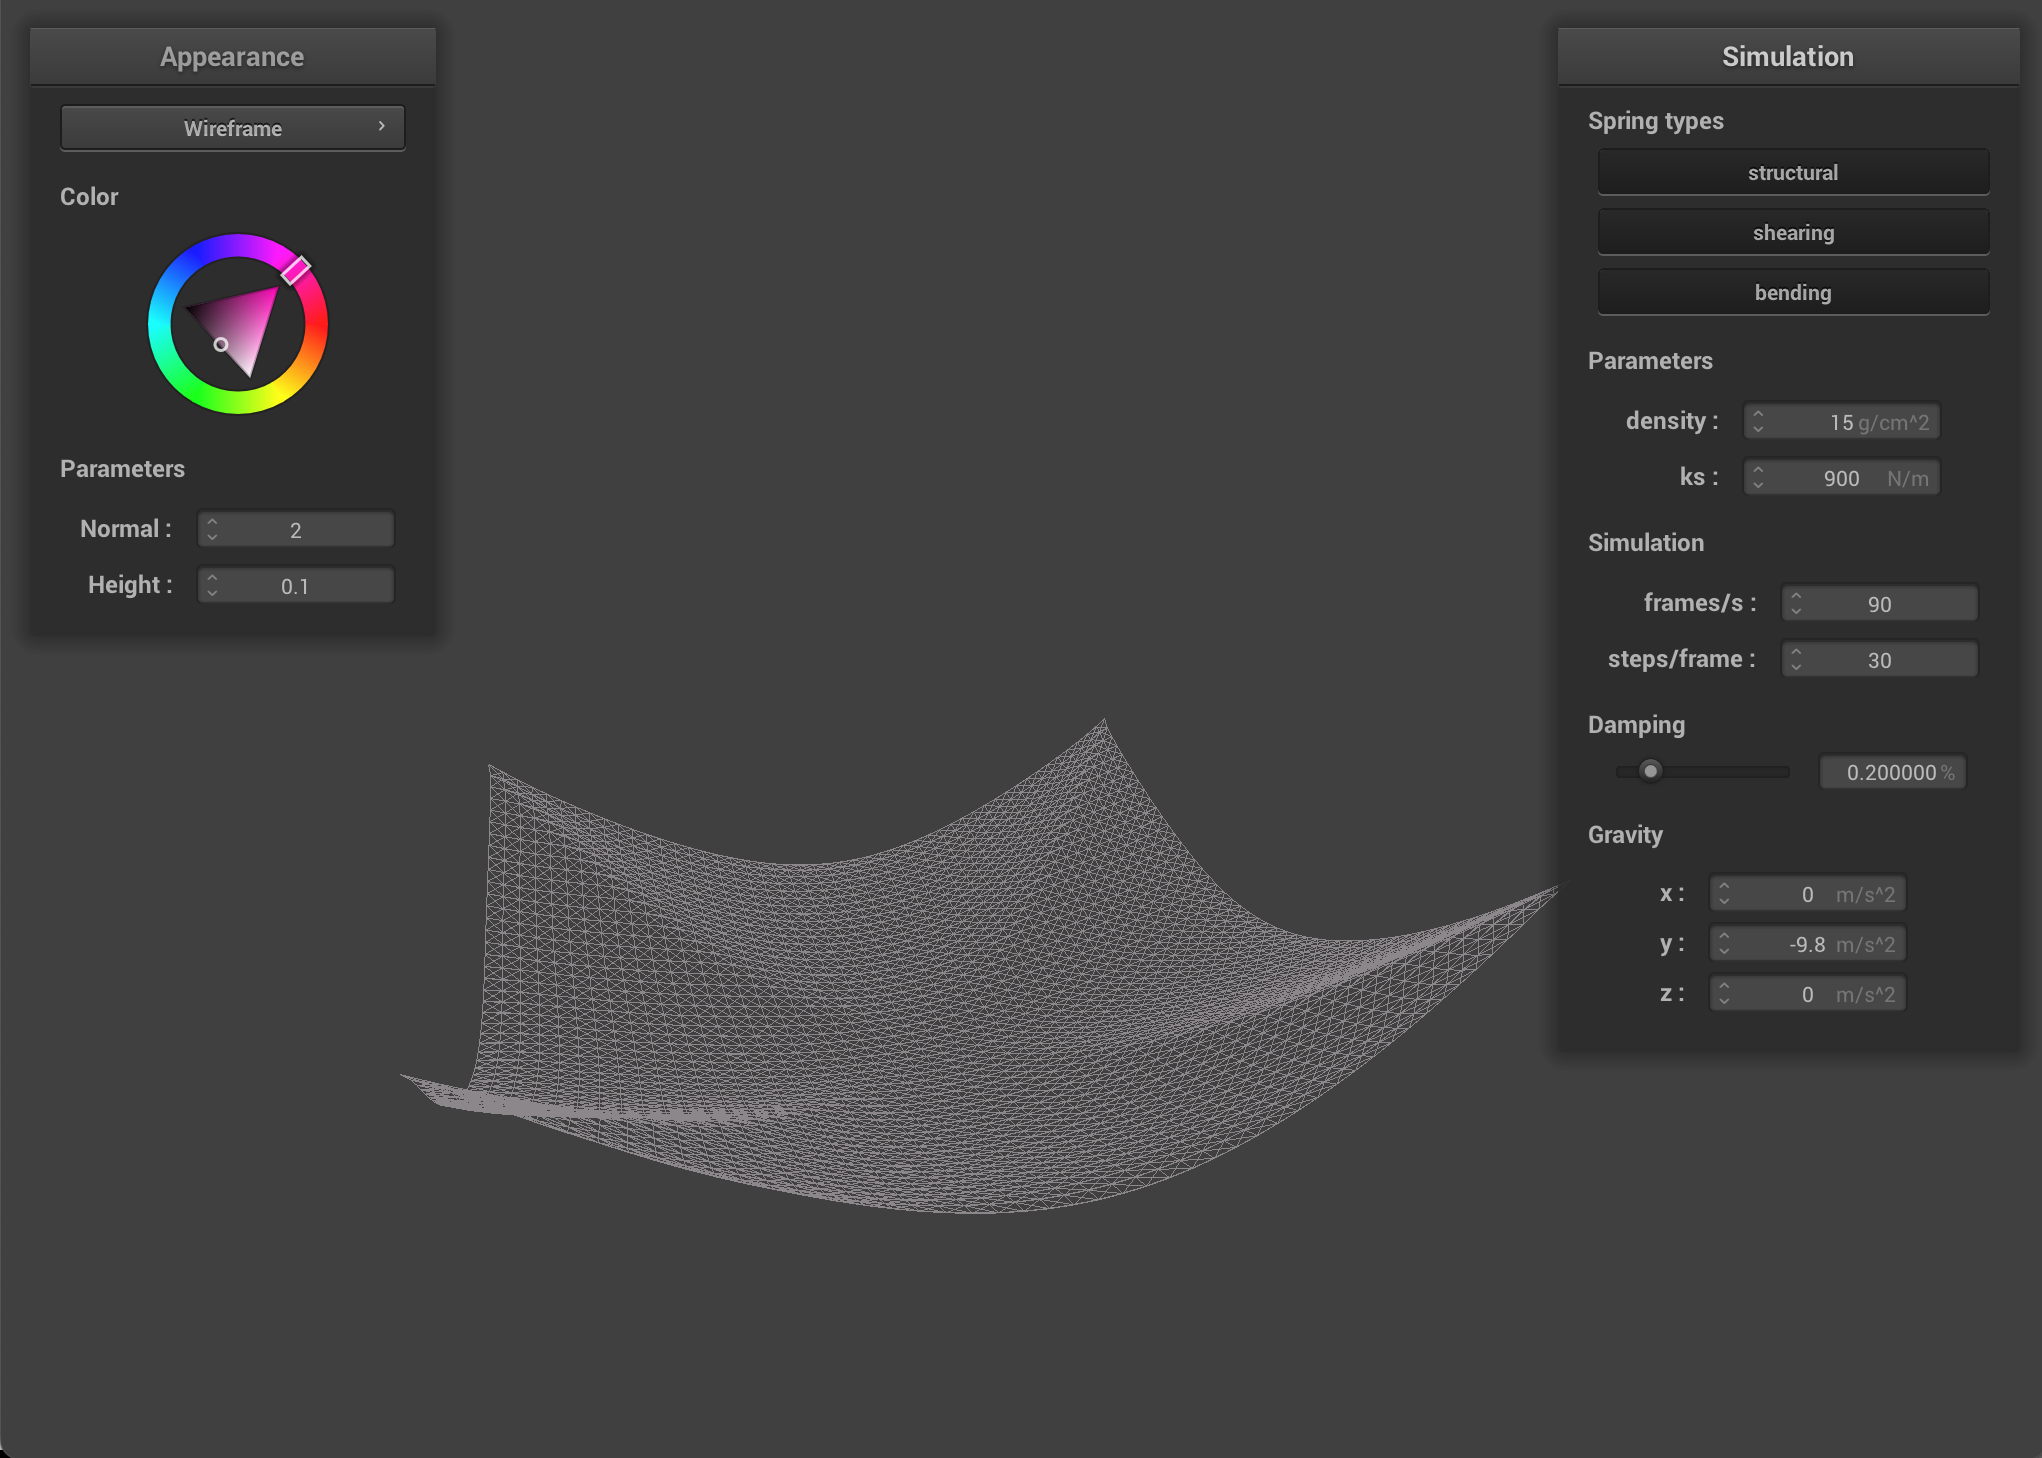 Appearance
Wireframe
Color
Parameters
Normal : 2
Height : 0.1
Simulation
Spring types
structural
shearing
bending
Parameters
density : 15 g/cm^2
ks : 900 N/m
Simulation
frames/s : 90
steps/frame : 30
Damping
0.200000 %
Gravity
x : 0 m/s^2
y : -9.8 m/s^2
z : 0 m/s^2